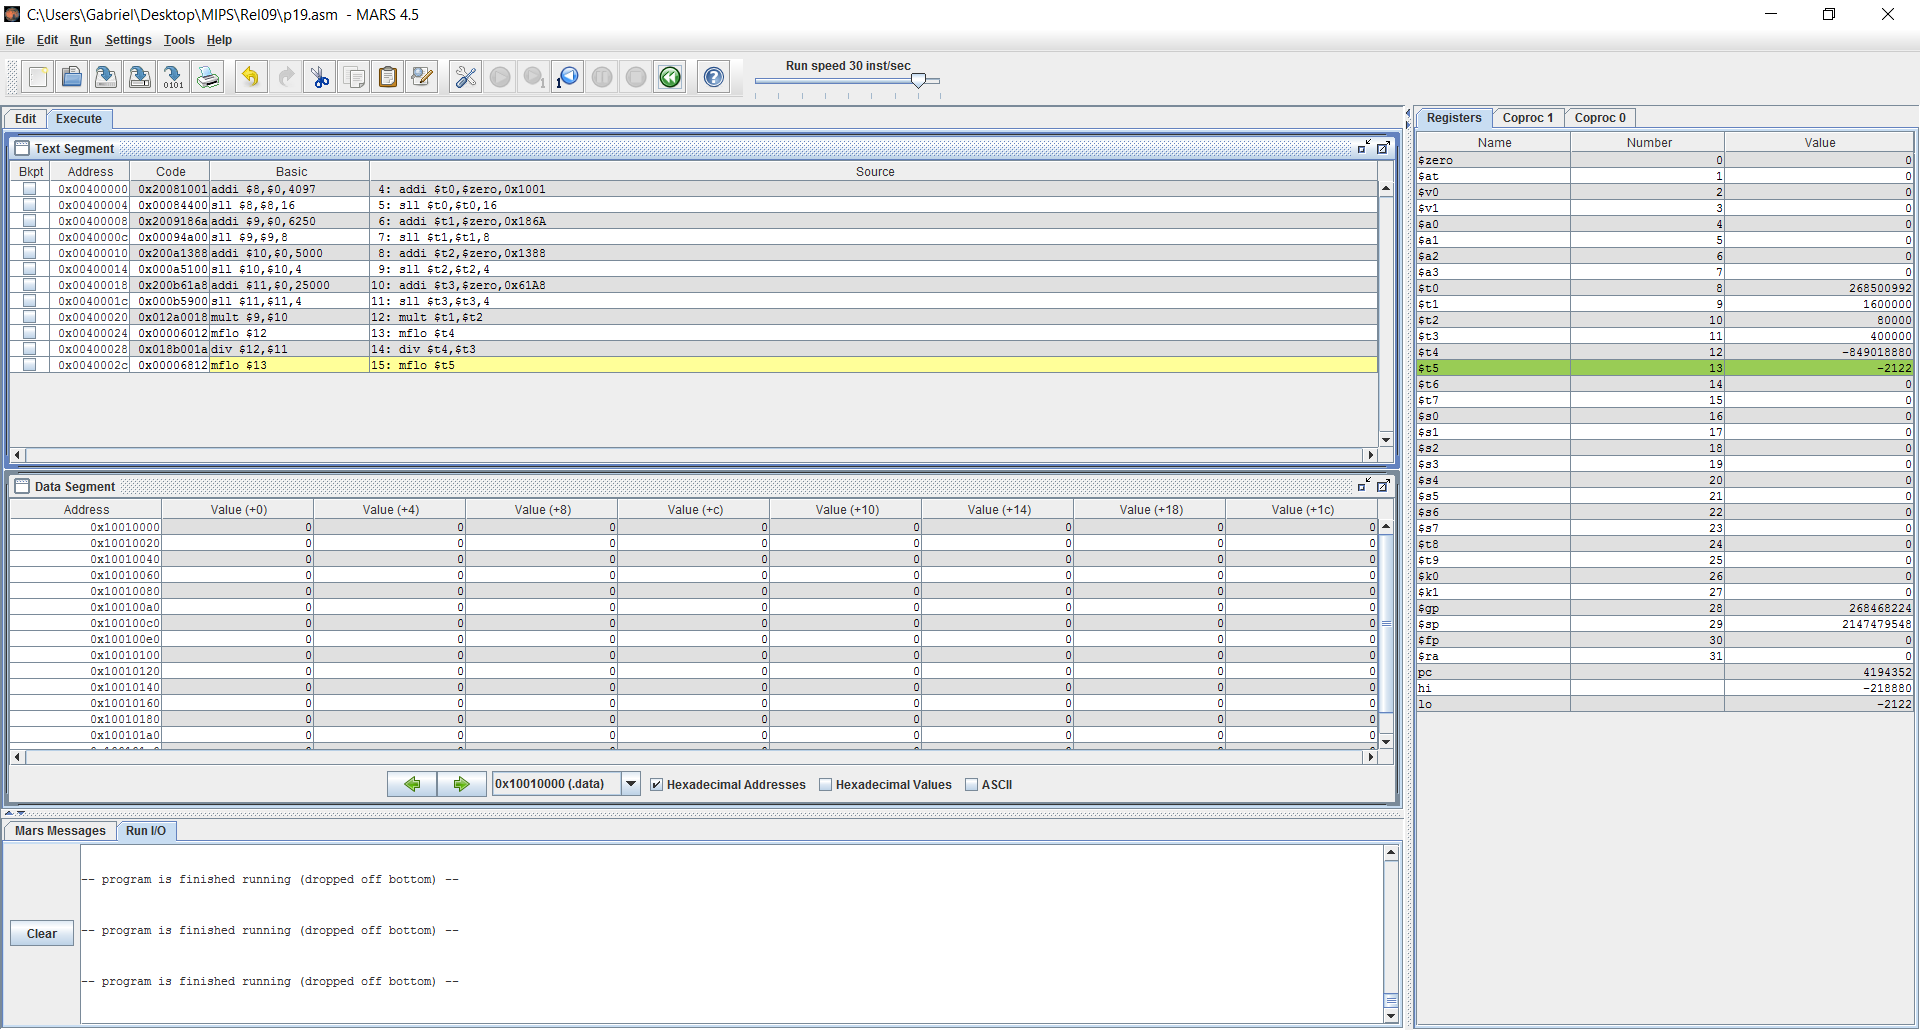 C:\Users\Gabriel\Desktop\MIPS\Rel09\p19.asm - MARS 4.5
File Edit Run Settings Tools Help
Run speed 30 inst/sec
Edit Execute
Text Segment
Bkpt Address Code Basic Source
0x00400000 0x20081001 addi $8,$0,4097 4: addi $t0,$zero,0x1001
0x00400004 0x00084400 sll $8,$8,16 5: sll $t0,$t0,16
0x00400008 0x2009186a addi $9,$0,6250 6: addi $t1,$zero,0x186A
0x0040000c 0x00094a00 sll $9,$9,8 7: sll $t1,$t1,8
0x00400010 0x200a1388 addi $10,$0,5000 8: addi $t2,$zero,0x1388
0x00400014 0x000a5100 sll $10,$10,4 9: sll $t2,$t2,4
0x00400018 0x200b61a8 addi $11,$0,25000 10: addi $t3,$zero,0x61A8
0x0040001c 0x000b5900 sll $11,$11,4 11: sll $t3,$t3,4
0x00400020 0x012a0018 mult $9,$10 12: mult $t1,$t2
0x00400024 0x00006012 mflo $12 13: mflo $t4
0x00400028 0x018b001a div $12,$11 14: div $t4,$t3
0x0040002c 0x00006812 mflo $13 15: mflo $t5
Data Segment
Address Value (+0) Value (+4) Value (+8) Value (+c) Value (+10) Value (+14) Value (+18) Value (+1c)
0x10010000 0 0 0 0 0 0 0 0
0x10010020 0 0 0 0 0 0 0 0
0x10010040 0 0 0 0 0 0 0 0
0x10010060 0 0 0 0 0 0 0 0
0x10010080 0 0 0 0 0 0 0 0
0x100100a0 0 0 0 0 0 0 0 0
0x100100c0 0 0 0 0 0 0 0 0
0x100100e0 0 0 0 0 0 0 0 0
0x10010100 0 0 0 0 0 0 0 0
0x10010120 0 0 0 0 0 0 0 0
0x10010140 0 0 0 0 0 0 0 0
0x10010160 0 0 0 0 0 0 0 0
0x10010180 0 0 0 0 0 0 0 0
0x100101a0 0 0 0 0 0 0 0 0
0x10010000 (.data) Hexadecimal Addresses Hexadecimal Values ASCII
Mars Messages Run I/O
-- program is finished running (dropped off bottom) --
-- program is finished running (dropped off bottom) --
-- program is finished running (dropped off bottom) --
Clear
Registers Coproc 1 Coproc 0
Name Number Value
$zero 0 0
$at 1 0
$v0 2 0
$v1 3 0
$a0 4 0
$a1 5 0
$a2 6 0
$a3 7 0
$t0 8 268500992
$t1 9 1600000
$t2 10 80000
$t3 11 400000
$t4 12 -849018880
$t5 13 -2122
$t6 14 0
$t7 15 0
$s0 16 0
$s1 17 0
$s2 18 0
$s3 19 0
$s4 20 0
$s5 21 0
$s6 22 0
$s7 23 0
$t8 24 0
$t9 25 0
$k0 26 0
$k1 27 0
$gp 28 268468224
$sp 29 2147479548
$fp 30 0
$ra 31 0
pc 4194352
hi -218880
lo -2122